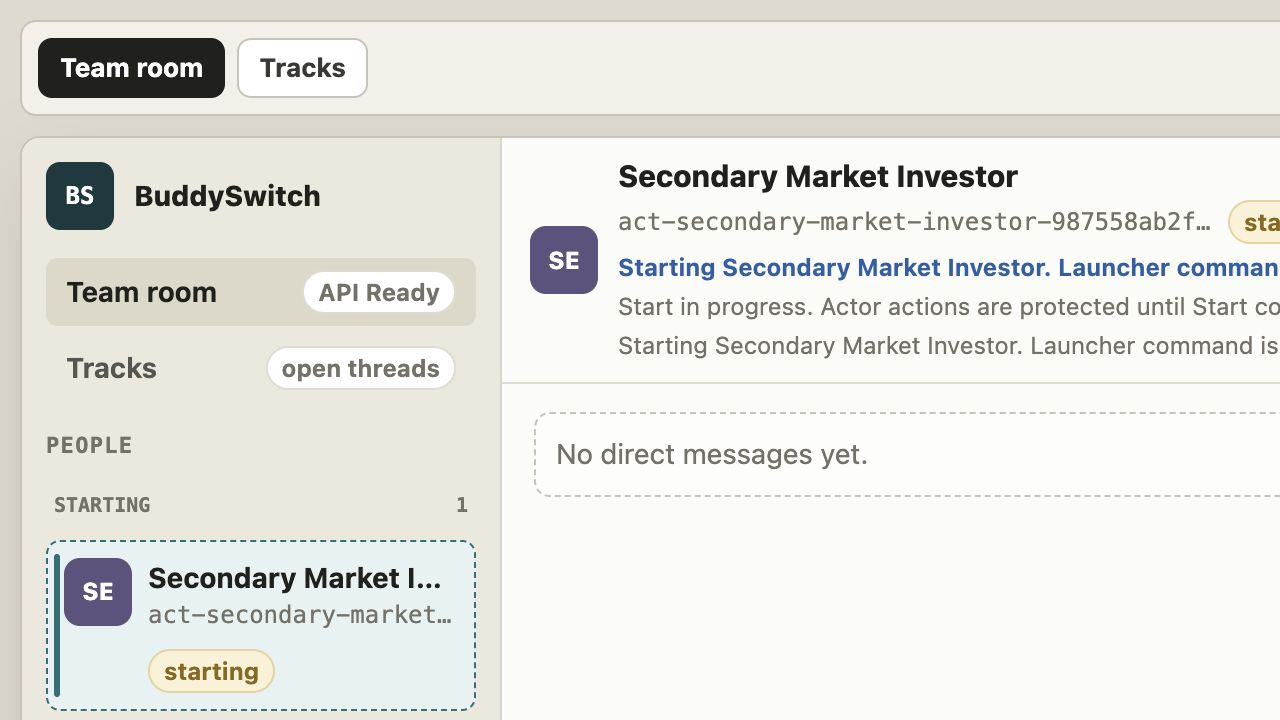 Team room
Tracks
BS
BuddySwitch
Team room
API Ready
Tracks
open threads
PEOPLE
STARTING
1
SE
Secondary Market I…
act-secondary-market…
starting
SE
Secondary Market Investor
act-secondary-market-investor-987558ab2f…
sta
Starting Secondary Market Investor. Launcher comman
Start in progress. Actor actions are protected until Start co
Starting Secondary Market Investor. Launcher command is
No direct messages yet.